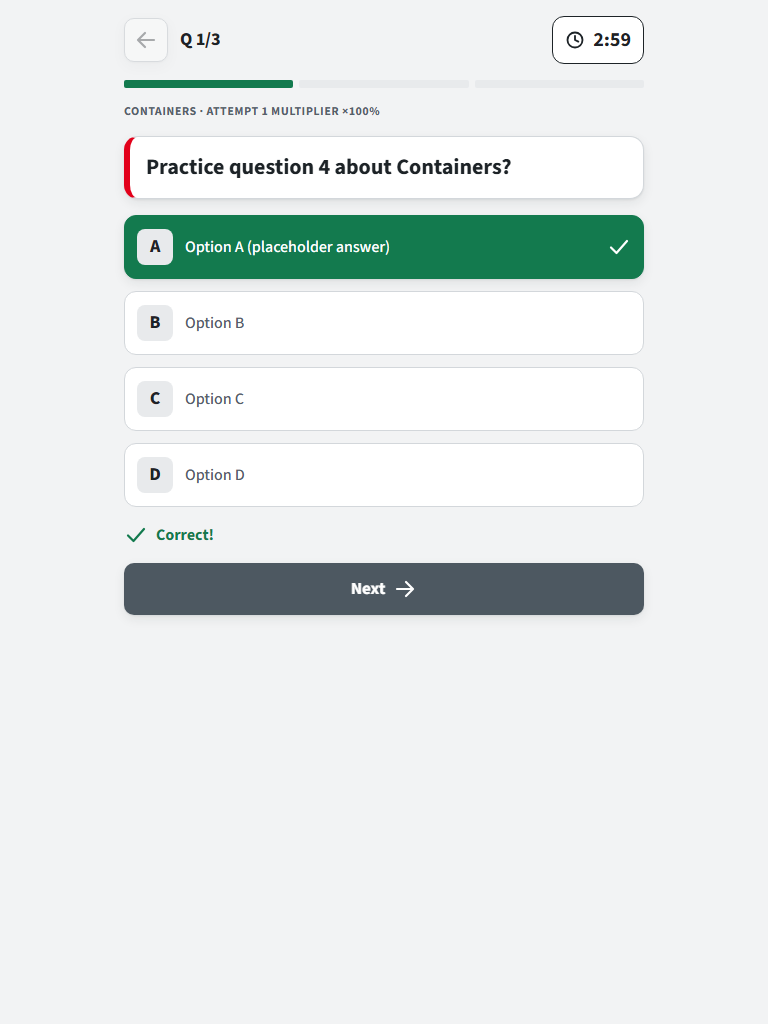 Q 1/3
2:59
CONTAINERS · ATTEMPT 1 MULTIPLIER ×100%
Practice question 4 about Containers?
A Option A (placeholder answer)
B Option B
C Option C
D Option D
Correct!
Next